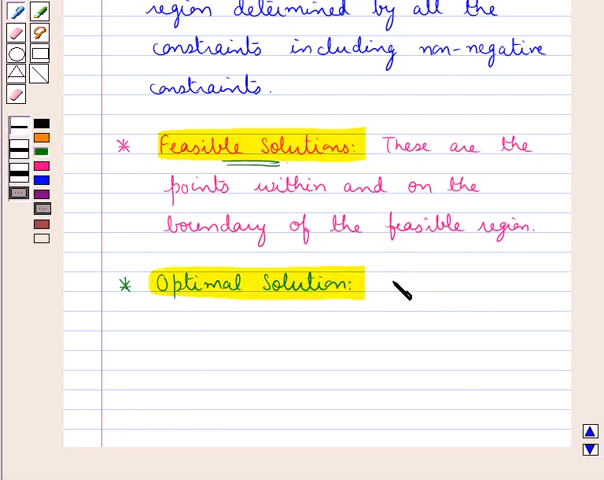 region determined by all the
constraints including non-negative
constraints.
* Feasible Solutions: These are the
points within and on the
boundary of the feasible region.
* Optimal Solution: